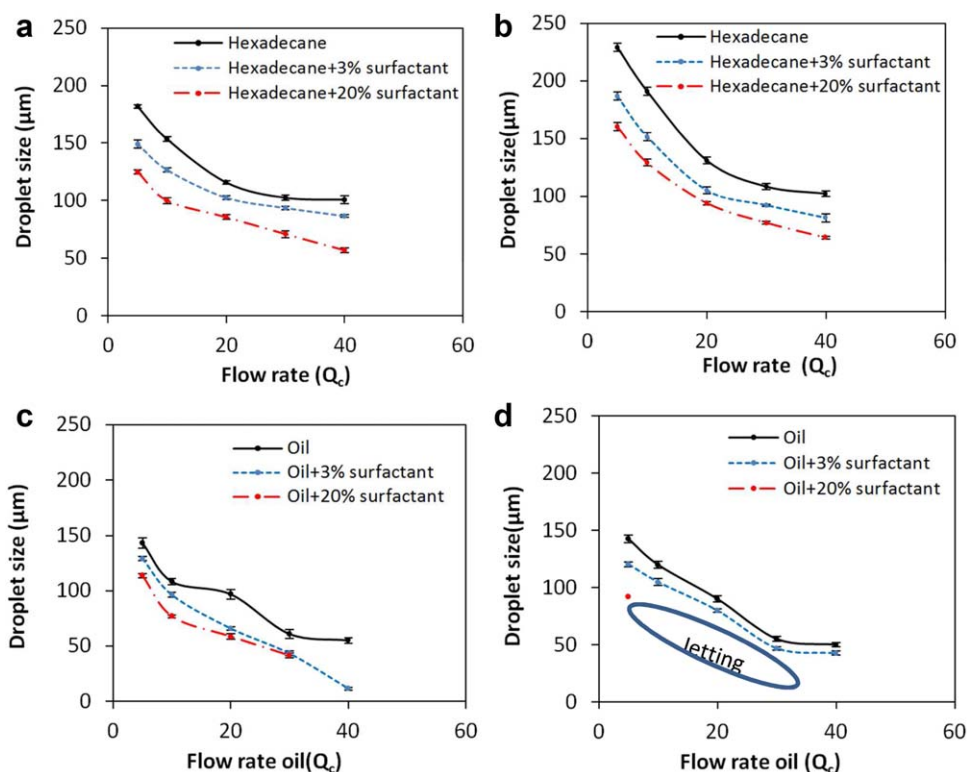 a
250
200
150
100
50
0
0
20
40
60
Droplet size (µm)
Flow rate (Qc)
Hexadecane
Hexadecane+3% surfactant
Hexadecane+20% surfactant
b
250
200
150
100
50
0
0
20
40
60
Droplet size(µm)
Flow rate (Qc)
Hexadecane
Hexadecane+3% surfactant
Hexadecane+20% surfactant
c
250
200
150
100
50
0
0
20
40
60
Droplet size (µm)
Flow rate oil(Qc)
Oil
Oil+3% surfactant
Oil+20% surfactant
d
250
200
150
100
50
0
0
20
40
60
Droplet size(µm)
Flow rate oil (Qc)
Oil
Oil+3% surfactant
Oil+20% surfactant
Jetting